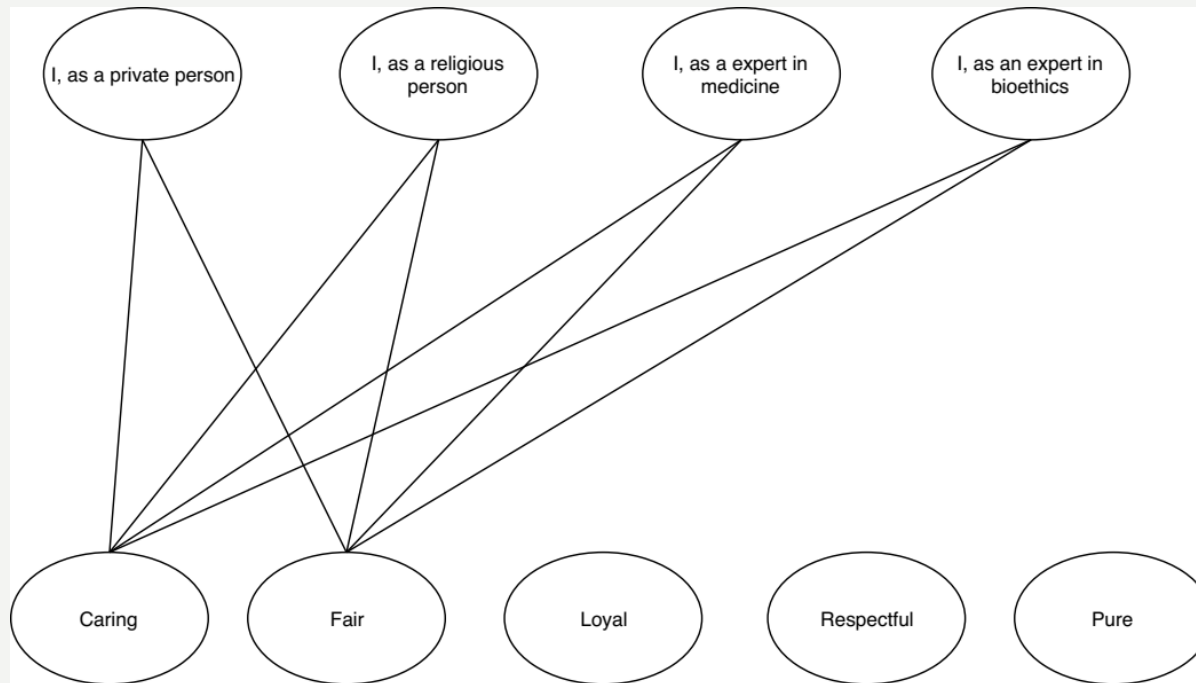 I, as a private person
I, as a religious
person
I, as a expert in
medicine
I, as an expert in
bioethics
Caring
Fair
Loyal
Respectful
Pure